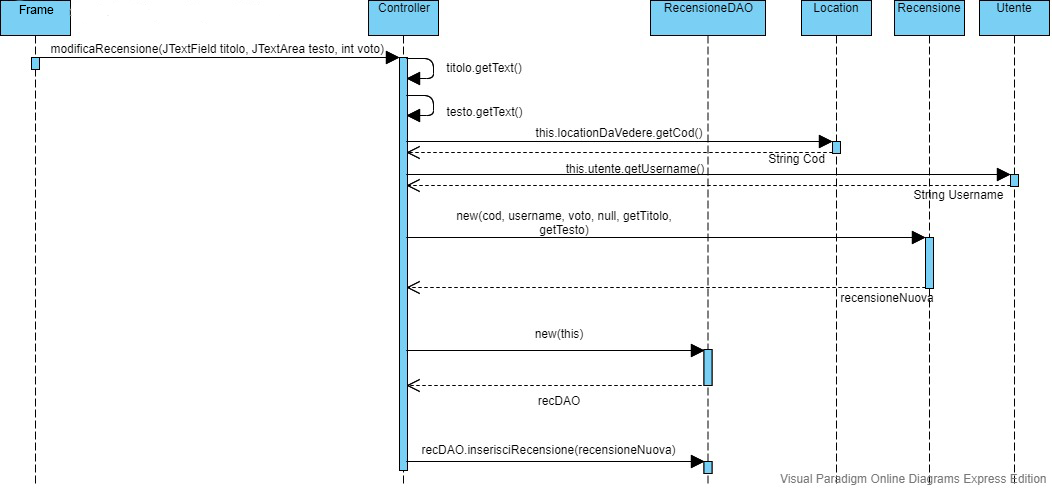 Frame
Controller
RecensioneDAO
Location
Recensione
Utente
modificaRecensione(JTextField titolo, JTextArea testo, int voto)
titolo.getText()
testo.getText()
this.locationDaVedere.getCod()
String Cod
this.utente.getUsername()
String Username
new(cod, username, voto, null, getTitolo,
getTesto)
recensioneNuova
new(this)
recDAO
recDAO.inserisciRecensione(recensioneNuova)
Visual Paradigm Online Diagrams Express Edition